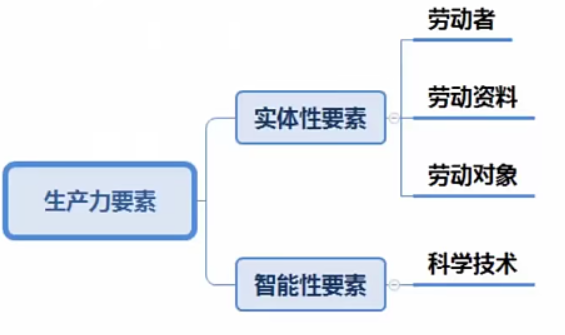 生产力要素
实体性要素
劳动者
劳动资料
劳动对象
智能性要素
科学技术